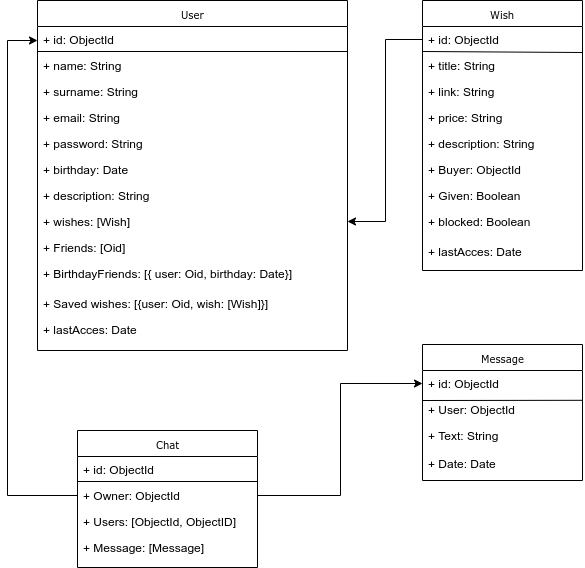 User
+ id: ObjectId
+ name: String
+ surname: String
+ email: String
+ password: String
+ birthday: Date
+ description: String
+ wishes: [Wish]
+ Friends: [Oid]
+ BirthdayFriends: [{ user: Oid, birthday: Date}]
+ Saved wishes: [{user: Oid, wish: [Wish]}]
+ lastAcces: Date
Wish
+ id: ObjectId
+ title: String
+ link: String
+ price: String
+ description: String
+ Buyer: ObjectId
+ Given: Boolean
+ blocked: Boolean
+ lastAcces: Date
Message
+ id: ObjectId
+ User: ObjectId
+ Text: String
+ Date: Date
Chat
+ id: ObjectId
+ Owner: ObjectId
+ Users: [ObjectId, ObjectID]
+ Message: [Message]